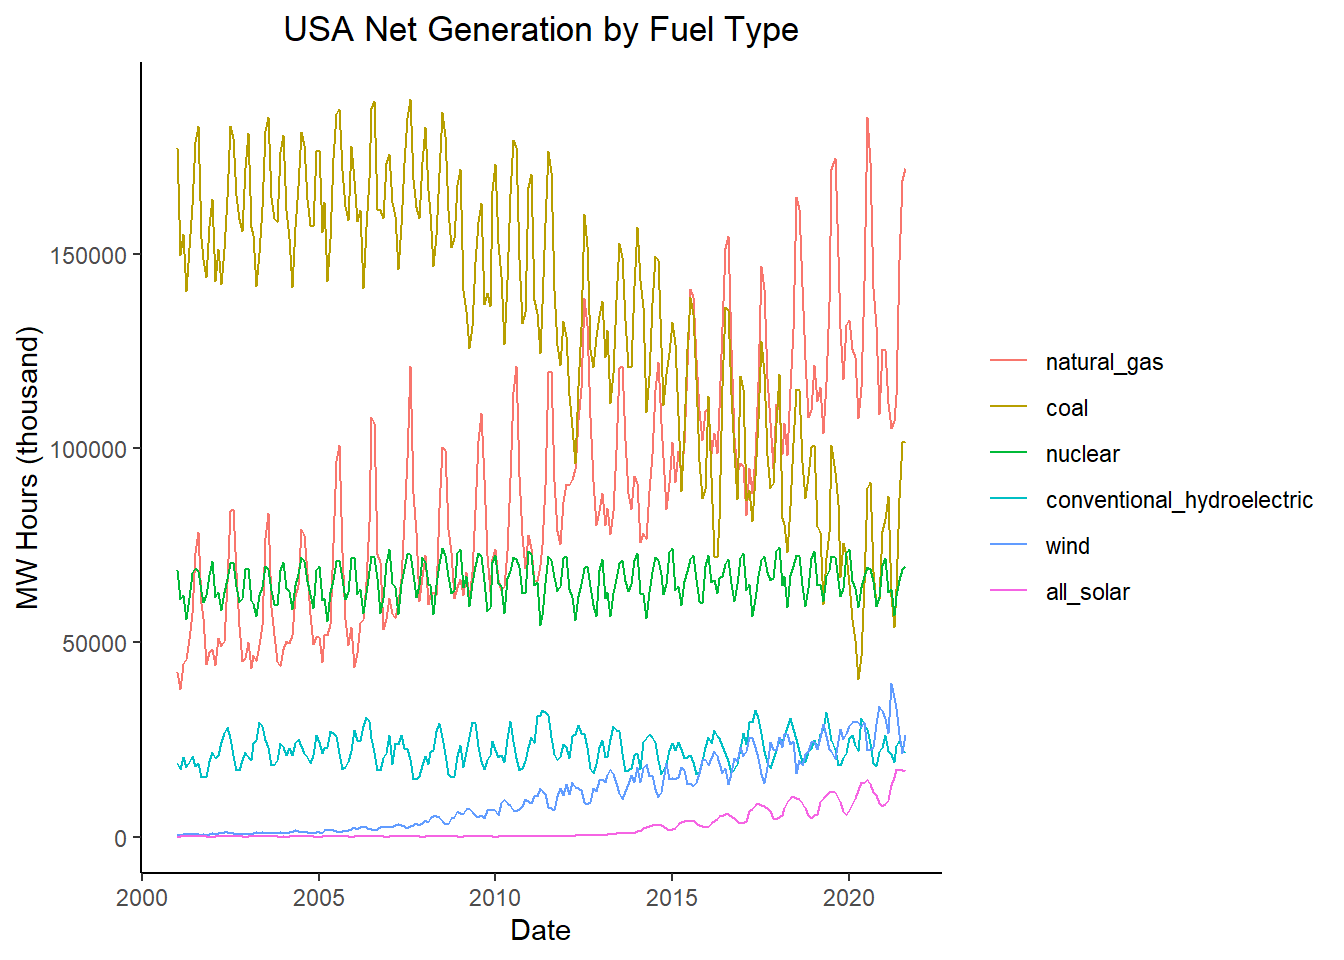 USA Net Generation by Fuel Type
MW Hours (thousand)
150000
100000
50000
0
2000
2005
2010
2015
2020
Date
natural_gas
coal
nuclear
conventional_hydroelectric
wind
all_solar